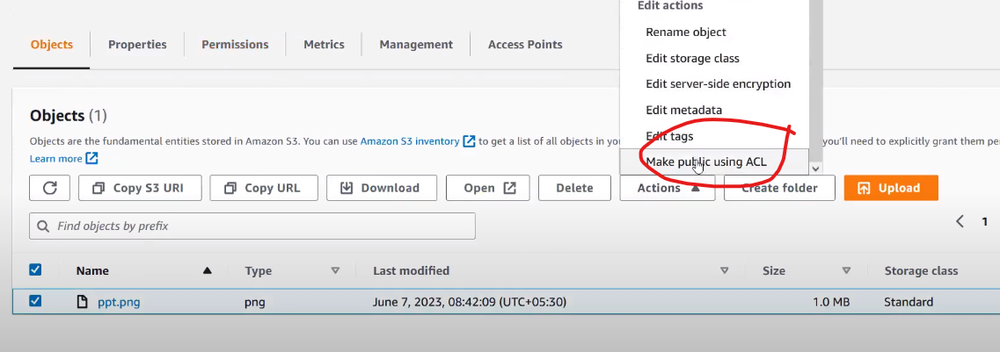 Edit actions
Objects Properties Permissions Metrics Management Access Points
Rename object
Edit storage class
Edit server-side encryption
Edit metadata
Edit tags
Make public using ACL
Objects (1)
Objects are the fundamental entities stored in Amazon S3. You can use Amazon S3 inventory to get a list of all objects in you you'll need to explicitly grant them per
Learn more
Copy S3 URI Copy URL Download Open Delete Actions Create folder Upload
Find objects by prefix
1
Name Type Last modified Size Storage class
ppt.png png June 7, 2023, 08:42:09 (UTC+05:30) 1.0 MB Standard